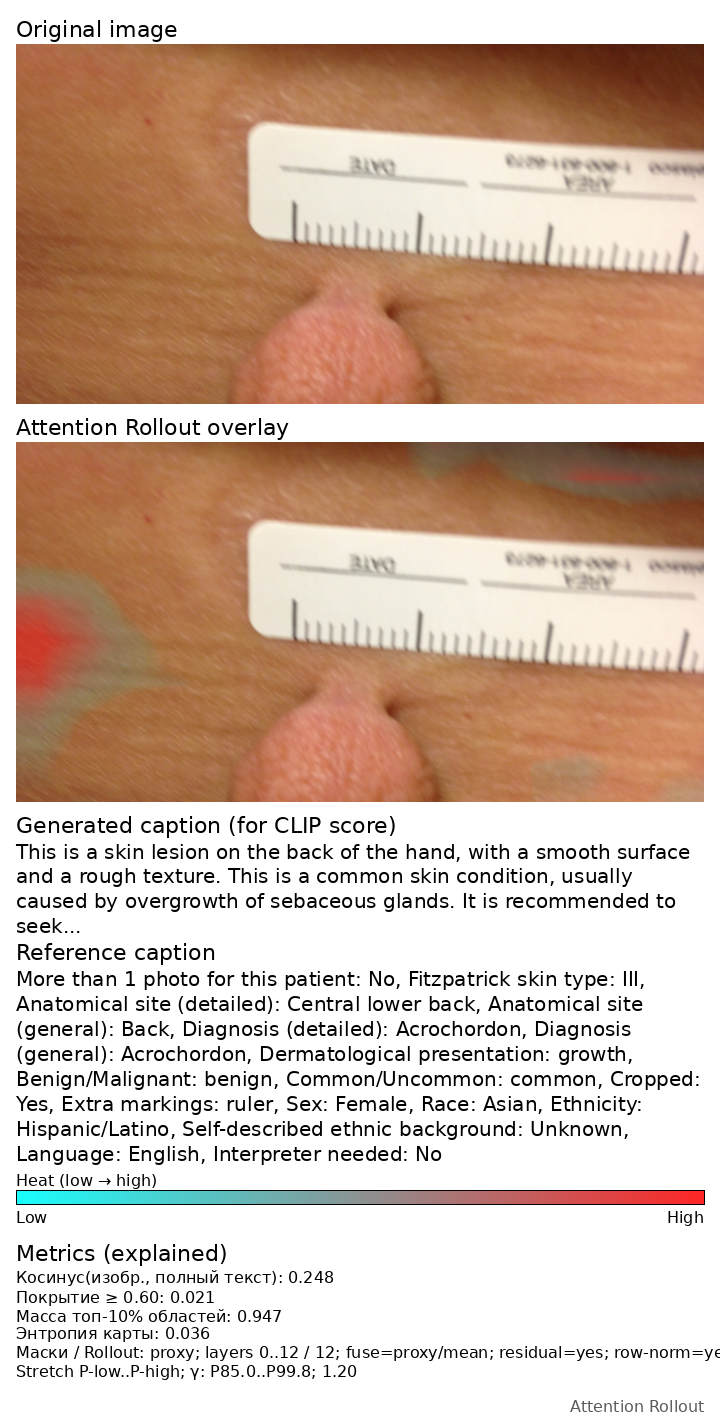 Original image
DATE
AREA
1-800-631-6273
Attention Rollout overlay
DATE
AREA
1-800-631-6273
Generated caption (for CLIP score)
This is a skin lesion on the back of the hand, with a smooth surface
and a rough texture. This is a common skin condition, usually
caused by overgrowth of sebaceous glands. It is recommended to
seek...
Reference caption
More than 1 photo for this patient: No, Fitzpatrick skin type: III,
Anatomical site (detailed): Central lower back, Anatomical site
(general): Back, Diagnosis (detailed): Acrochordon, Diagnosis
(general): Acrochordon, Dermatological presentation: growth,
Benign/Malignant: benign, Common/Uncommon: common, Cropped:
Yes, Extra markings: ruler, Sex: Female, Race: Asian, Ethnicity:
Hispanic/Latino, Self-described ethnic background: Unknown,
Language: English, Interpreter needed: No
Heat (low → high)
Low High
Metrics (explained)
Косинус(изобр., полный текст): 0.248
Покрытие ≥ 0.60: 0.021
Масса топ-10% областей: 0.947
Энтропия карты: 0.036
Маски / Rollout: proxy; layers 0..12 / 12; fuse=proxy/mean; residual=yes; row-norm=ye
Stretch P-low..P-high; γ: P85.0..P99.8; 1.20
Attention Rollout